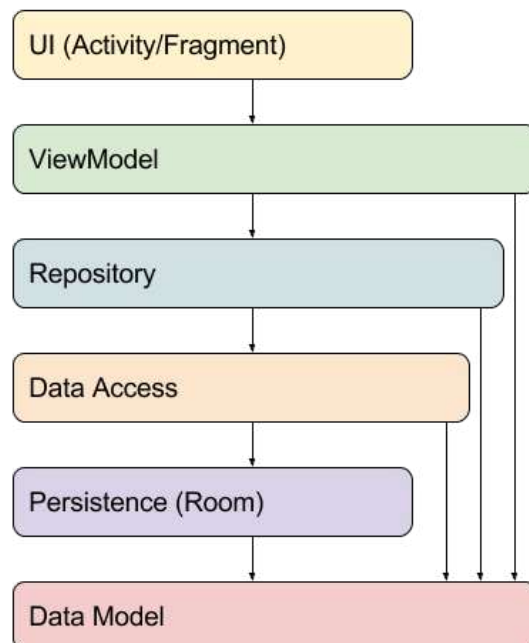 UI (Activity/Fragment)
ViewModel
Repository
Data Access
Persistence (Room)
Data Model